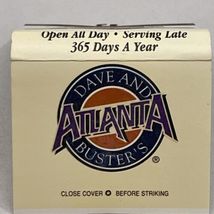 Open All Day • Serving Late
365 Days A Year
DAVE AND
ATLANTA
BUSTER'S
®
CLOSE COVER ✪ BEFORE STRIKING